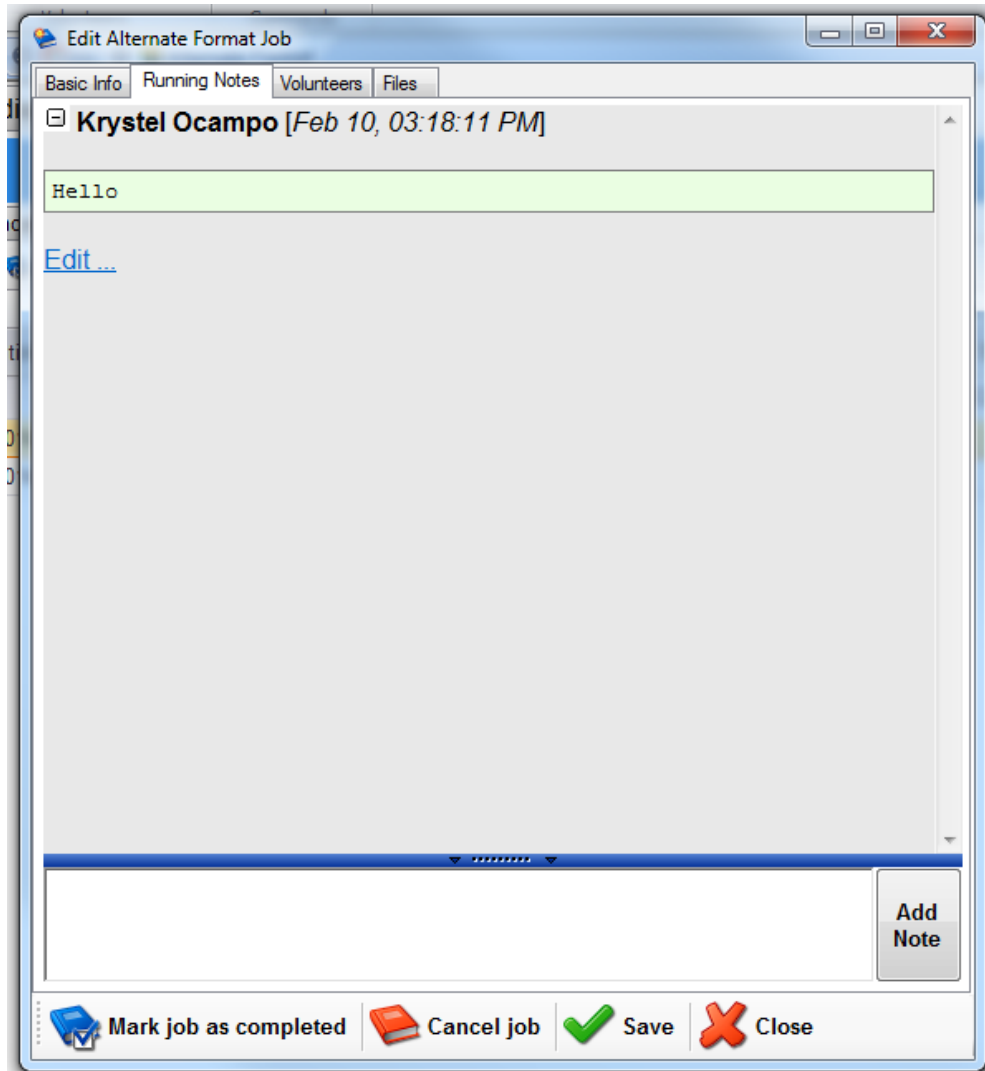 Edit Alternate Format Job
Basic Info Running Notes Volunteers Files
Krystel Ocampo [Feb 10, 03:18:11 PM]
Hello
Edit ...
Add
Note
Mark job as completed Cancel job Save Close